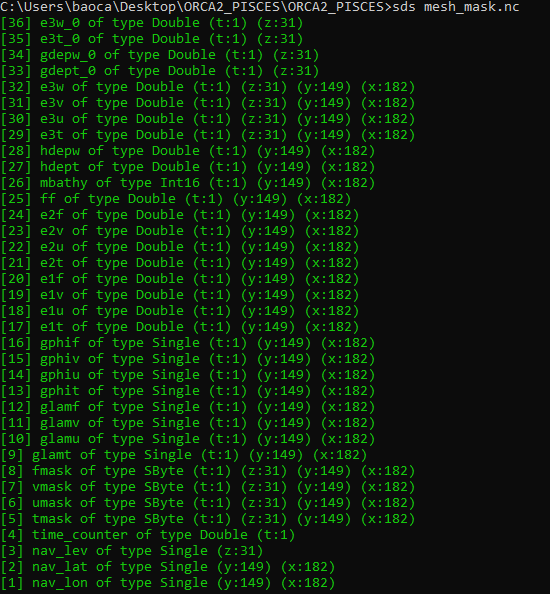 C:\Users\baoca\Desktop\ORCA2_PISCES\ORCA2_PISCES>sds mesh_mask.nc
[36] e3w_0 of type Double (t:1) (z:31)
[35] e3t_0 of type Double (t:1) (z:31)
[34] gdepw_0 of type Double (t:1) (z:31)
[33] gdept_0 of type Double (t:1) (z:31)
[32] e3w of type Double (t:1) (z:31) (y:149) (x:182)
[31] e3v of type Double (t:1) (z:31) (y:149) (x:182)
[30] e3u of type Double (t:1) (z:31) (y:149) (x:182)
[29] e3t of type Double (t:1) (z:31) (y:149) (x:182)
[28] hdepw of type Double (t:1) (y:149) (x:182)
[27] hdept of type Double (t:1) (y:149) (x:182)
[26] mbathy of type Int16 (t:1) (y:149) (x:182)
[25] ff of type Double (t:1) (y:149) (x:182)
[24] e2f of type Double (t:1) (y:149) (x:182)
[23] e2v of type Double (t:1) (y:149) (x:182)
[22] e2u of type Double (t:1) (y:149) (x:182)
[21] e2t of type Double (t:1) (y:149) (x:182)
[20] e1f of type Double (t:1) (y:149) (x:182)
[19] e1v of type Double (t:1) (y:149) (x:182)
[18] e1u of type Double (t:1) (y:149) (x:182)
[17] e1t of type Double (t:1) (y:149) (x:182)
[16] gphif of type Single (t:1) (y:149) (x:182)
[15] gphiv of type Single (t:1) (y:149) (x:182)
[14] gphiu of type Single (t:1) (y:149) (x:182)
[13] gphit of type Single (t:1) (y:149) (x:182)
[12] glamf of type Single (t:1) (y:149) (x:182)
[11] glamv of type Single (t:1) (y:149) (x:182)
[10] glamu of type Single (t:1) (y:149) (x:182)
[9] glamt of type Single (t:1) (y:149) (x:182)
[8] fmask of type SByte (t:1) (z:31) (y:149) (x:182)
[7] vmask of type SByte (t:1) (z:31) (y:149) (x:182)
[6] umask of type SByte (t:1) (z:31) (y:149) (x:182)
[5] tmask of type SByte (t:1) (z:31) (y:149) (x:182)
[4] time_counter of type Double (t:1)
[3] nav_lev of type Single (z:31)
[2] nav_lat of type Single (y:149) (x:182)
[1] nav_lon of type Single (y:149) (x:182)